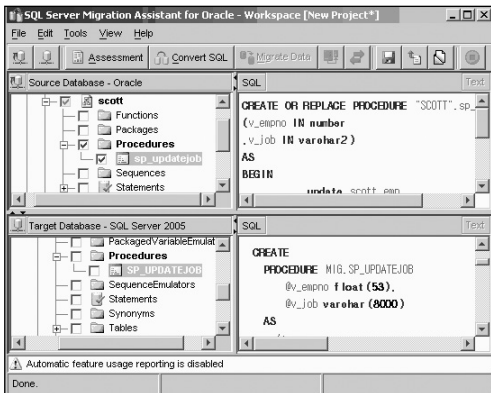 SQL Server Migration Assistant for Oracle - Workspace [New Project*]
File Edit Tools View Help
Assessment Convert SQL Migrate Data
Source Database - Oracle
scott
Functions
Packages
Procedures
sp_updatejob
Sequences
Statements
SQL Text
CREATE OR REPLACE PROCEDURE "SCOTT".sp_
(v_empno IN number
,v_job IN varchar2)
AS
BEGIN
update scott.emp
Target Database - SQL Server 2005
PackagedVariableEmulat
Procedures
SP_UPDATEJOB
SequenceEmulators
Statements
Synonyms
Tables
SQL Text
CREATE
PROCEDURE MIG.SP_UPDATEJOB
@v_empno float(53),
@v_job varchar(8000)
AS
Automatic feature usage reporting is disabled
Done.